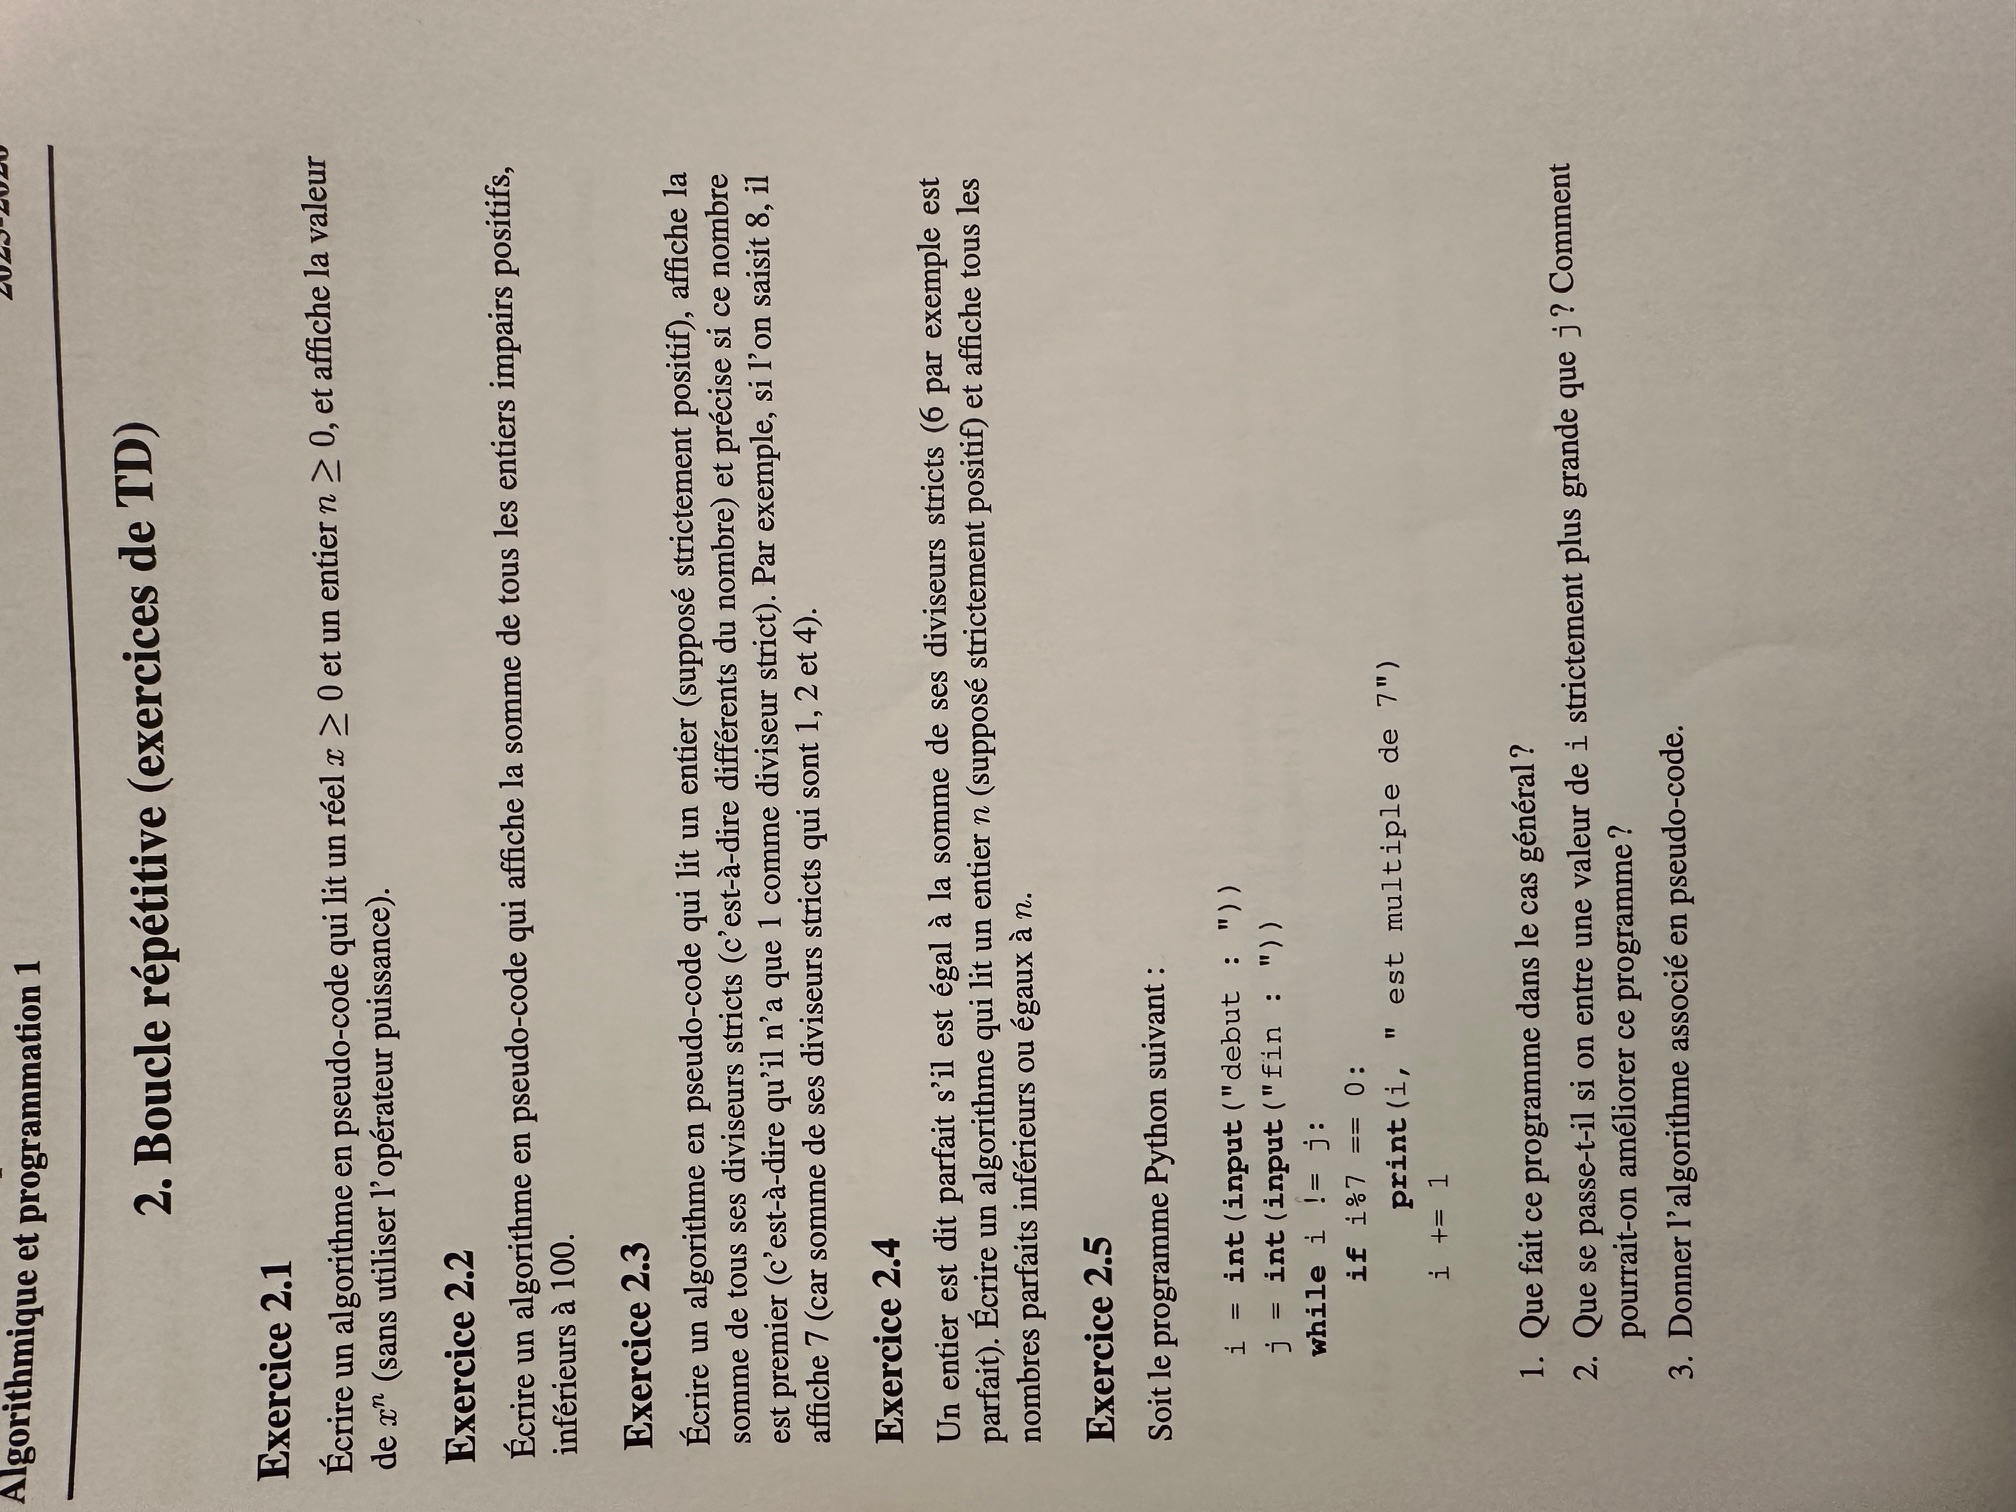 Algorithmique et programmation 1
2. Boucle répétitive (exercices de TD)
Exercice 2.1
Écrire un algorithme en pseudo-code qui lit un réel x ≥ 0 et un entier n ≥ 0, et affiche la valeur
de xⁿ (sans utiliser l'opérateur puissance).
Exercice 2.2
Écrire un algorithme en pseudo-code qui affiche la somme de tous les entiers impairs positifs,
inférieurs à 100.
Exercice 2.3
Écrire un algorithme en pseudo-code qui lit un entier (supposé strictement positif), affiche la
somme de tous ses diviseurs stricts (c'est-à-dire différents du nombre) et précise si ce nombre
est premier (c'est-à-dire qu'il n'a que 1 comme diviseur strict). Par exemple, si l'on saisit 8, il
affiche 7 (car somme de ses diviseurs stricts qui sont 1, 2 et 4).
Exercice 2.4
Un entier est dit parfait s'il est égal à la somme de ses diviseurs stricts (6 par exemple est
parfait). Écrire un algorithme qui lit un entier n (supposé strictement positif) et affiche tous les
nombres parfaits inférieurs ou égaux à n.
Exercice 2.5
Soit le programme Python suivant :
i = int(input("debut : "))
j = int(input("fin : "))
while i != j:
    if i%7 == 0:
        print(i, " est multiple de 7")
    i += 1
1. Que fait ce programme dans le cas général ?
2. Que se passe-t-il si on entre une valeur de i strictement plus grande que j ? Comment
pourrait-on améliorer ce programme ?
3. Donner l'algorithme associé en pseudo-code.